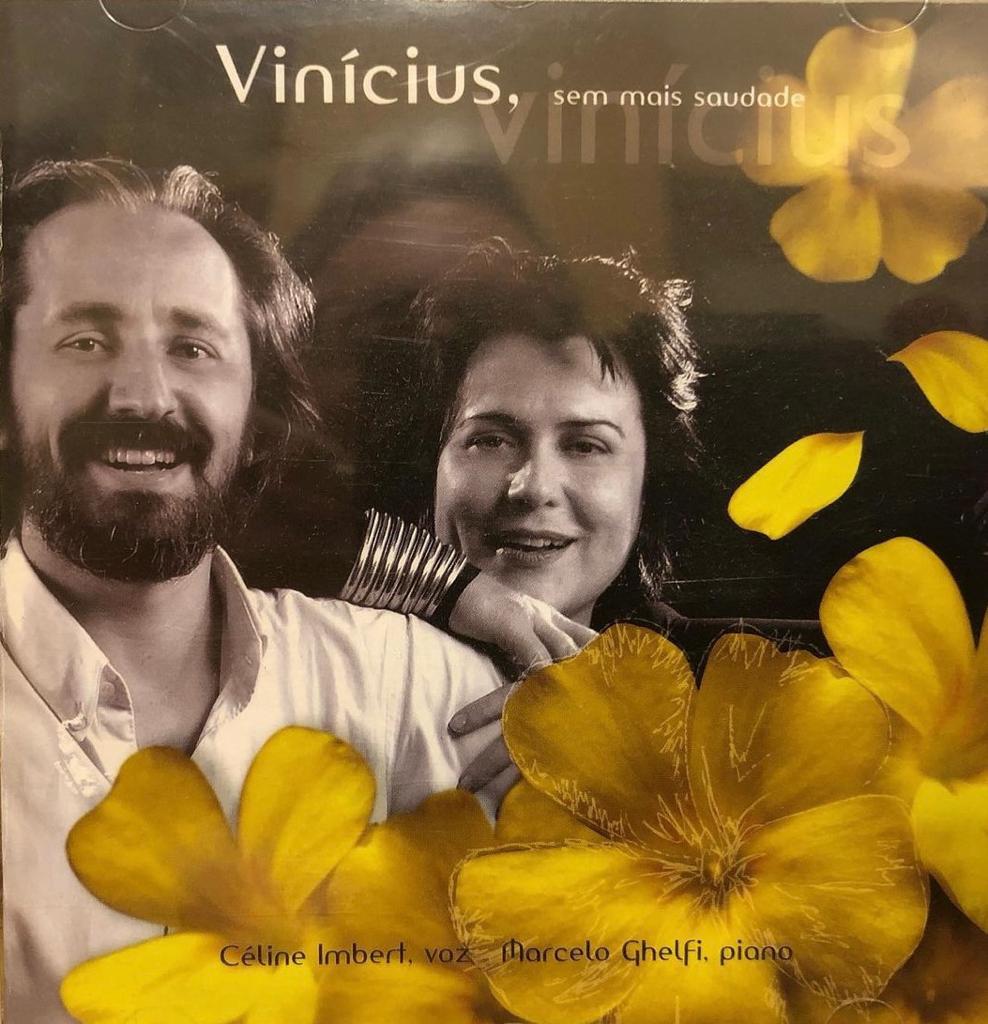 Vinícius, sem mais saudade
vinícius
Céline Imbert, voz Marcelo Ghelfi, piano